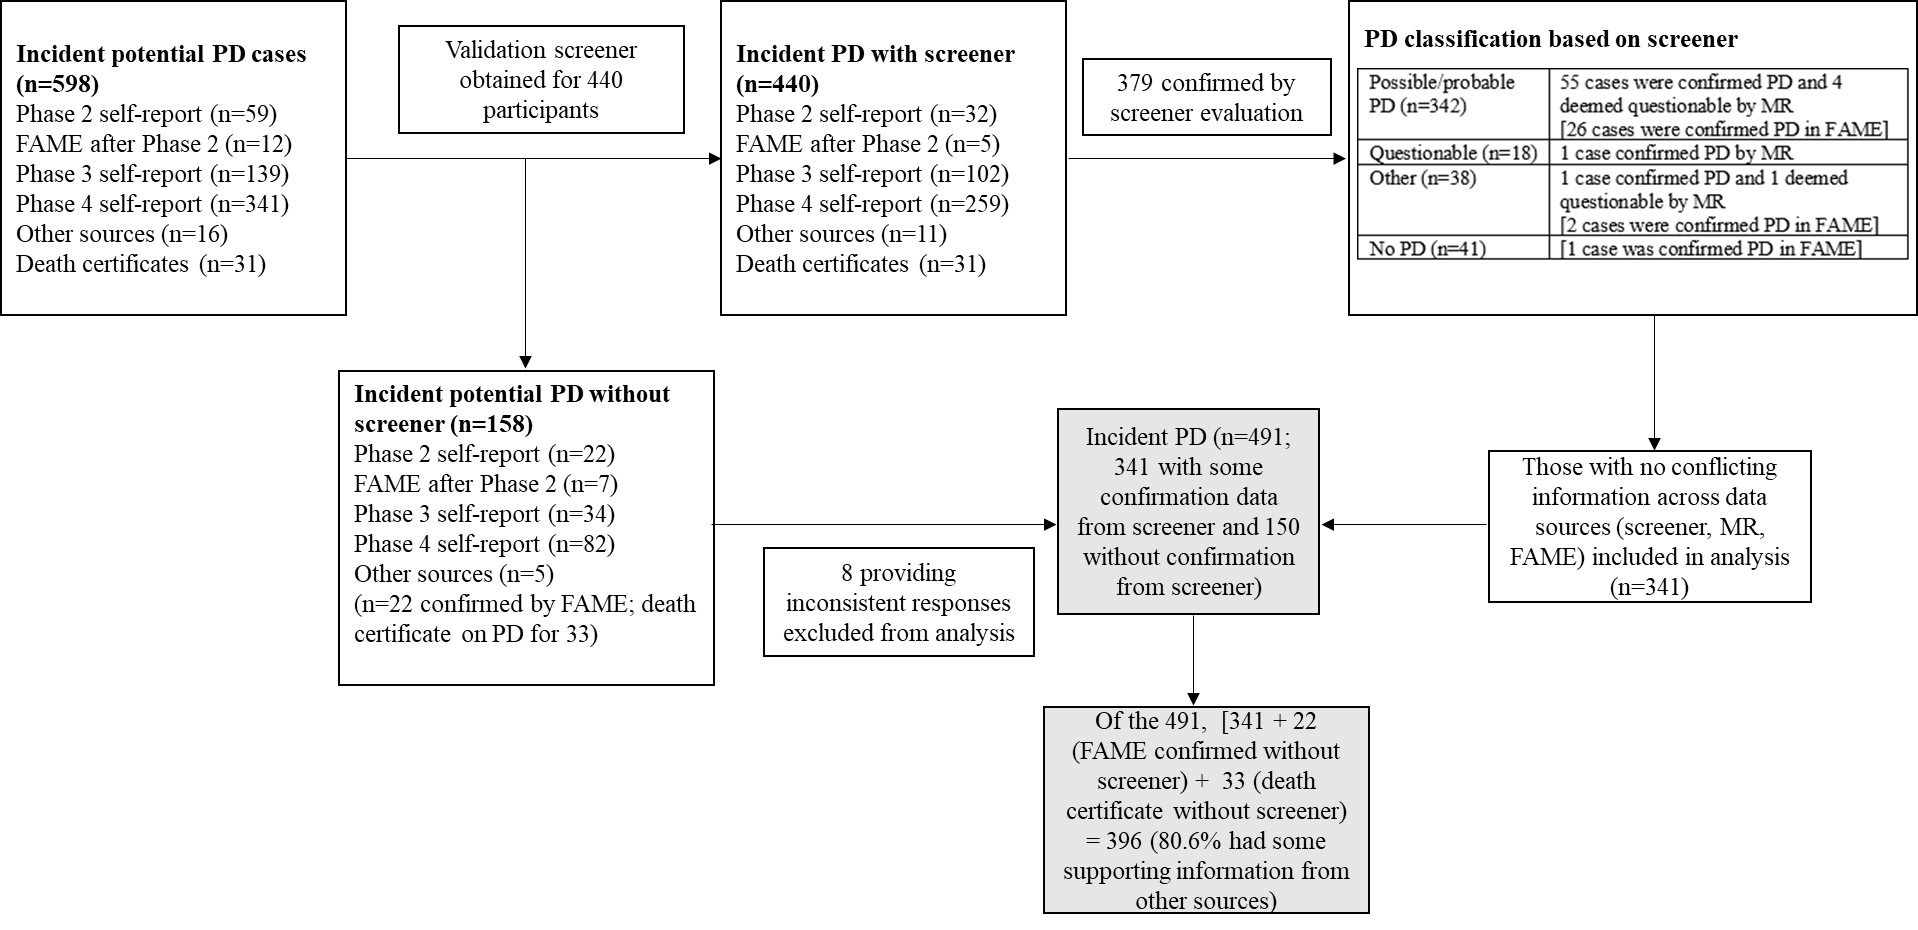 Incident potential PD cases
(n=598)
Phase 2 self-report (n=59)
FAME after Phase 2 (n=12)
Phase 3 self-report (n=139)
Phase 4 self-report (n=341)
Other sources (n=16)
Death certificates (n=31)
Validation screener
obtained for 440
participants
Incident PD with screener
(n=440)
Phase 2 self-report (n=32)
FAME after Phase 2 (n=5)
Phase 3 self-report (n=102)
Phase 4 self-report (n=259)
Other sources (n=11)
Death certificates (n=31)
379 confirmed by
screener evaluation
PD classification based on screener
Possible/probable
PD (n=342)
55 cases were confirmed PD and 4
deemed questionable by MR
[26 cases were confirmed PD in FAME]
Questionable (n=18)
1 case confirmed PD by MR
Other (n=38)
1 case confirmed PD and 1 deemed
questionable by MR
[2 cases were confirmed PD in FAME]
No PD (n=41)
[1 case was confirmed PD in FAME]
Incident potential PD without
screener (n=158)
Phase 2 self-report (n=22)
FAME after Phase 2 (n=7)
Phase 3 self-report (n=34)
Phase 4 self-report (n=82)
Other sources (n=5)
(n=22 confirmed by FAME; death
certificate on PD for 33)
8 providing
inconsistent responses
excluded from analysis
Incident PD (n=491;
341 with some
confirmation data
from screener and 150
without confirmation
from screener)
Those with no conflicting
information across data
sources (screener, MR,
FAME) included in analysis
(n=341)
Of the 491, [341 + 22
(FAME confirmed without
screener) + 33 (death
certificate without screener)
= 396 (80.6% had some
supporting information from
other sources)